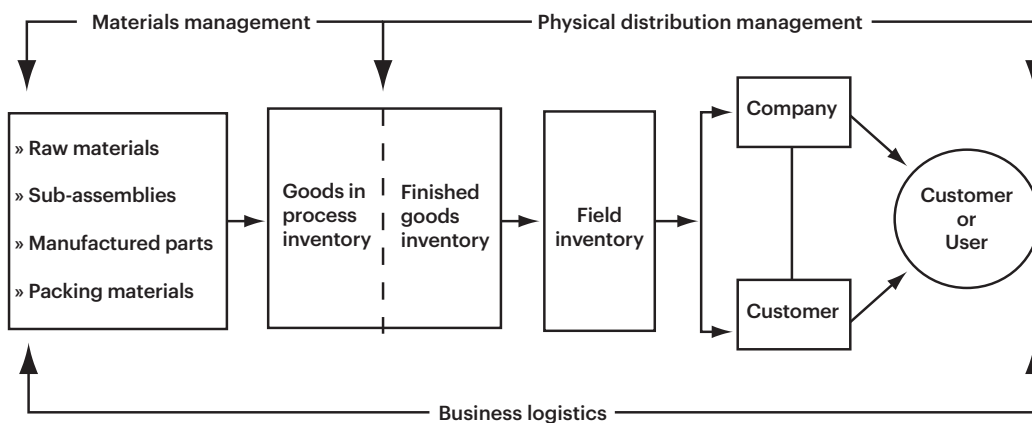 Materials management
Physical distribution management
» Raw materials
» Sub-assemblies
» Manufactured parts
» Packing materials
Goods in
process
inventory
Finished
goods
inventory
Field
inventory
Company
Customer
Customer
or
User
Business logistics